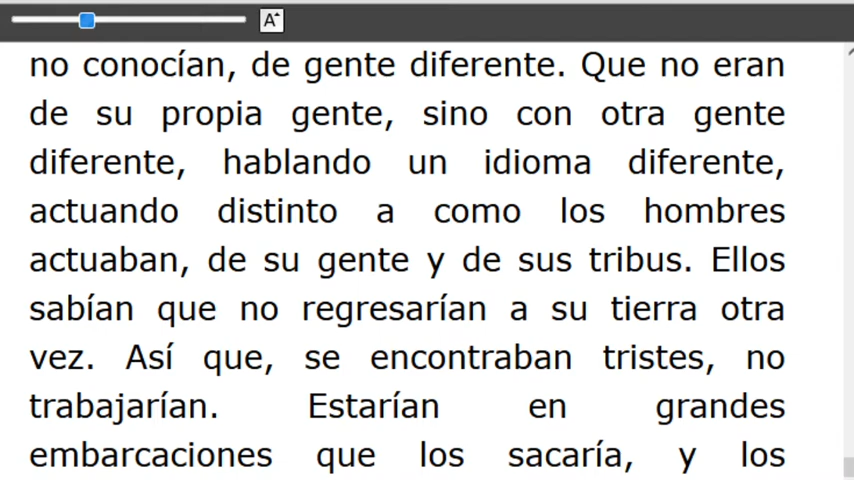 A
no conocían, de gente diferente. Que no eran
de su propia gente, sino con otra gente
diferente, hablando un idioma diferente,
actuando distinto a como los hombres
actuaban, de su gente y de sus tribus. Ellos
sabían que no regresarían a su tierra otra
vez. Así que, se encontraban tristes, no
trabajarían. Estarían en grandes
embarcaciones que los sacaría, y los